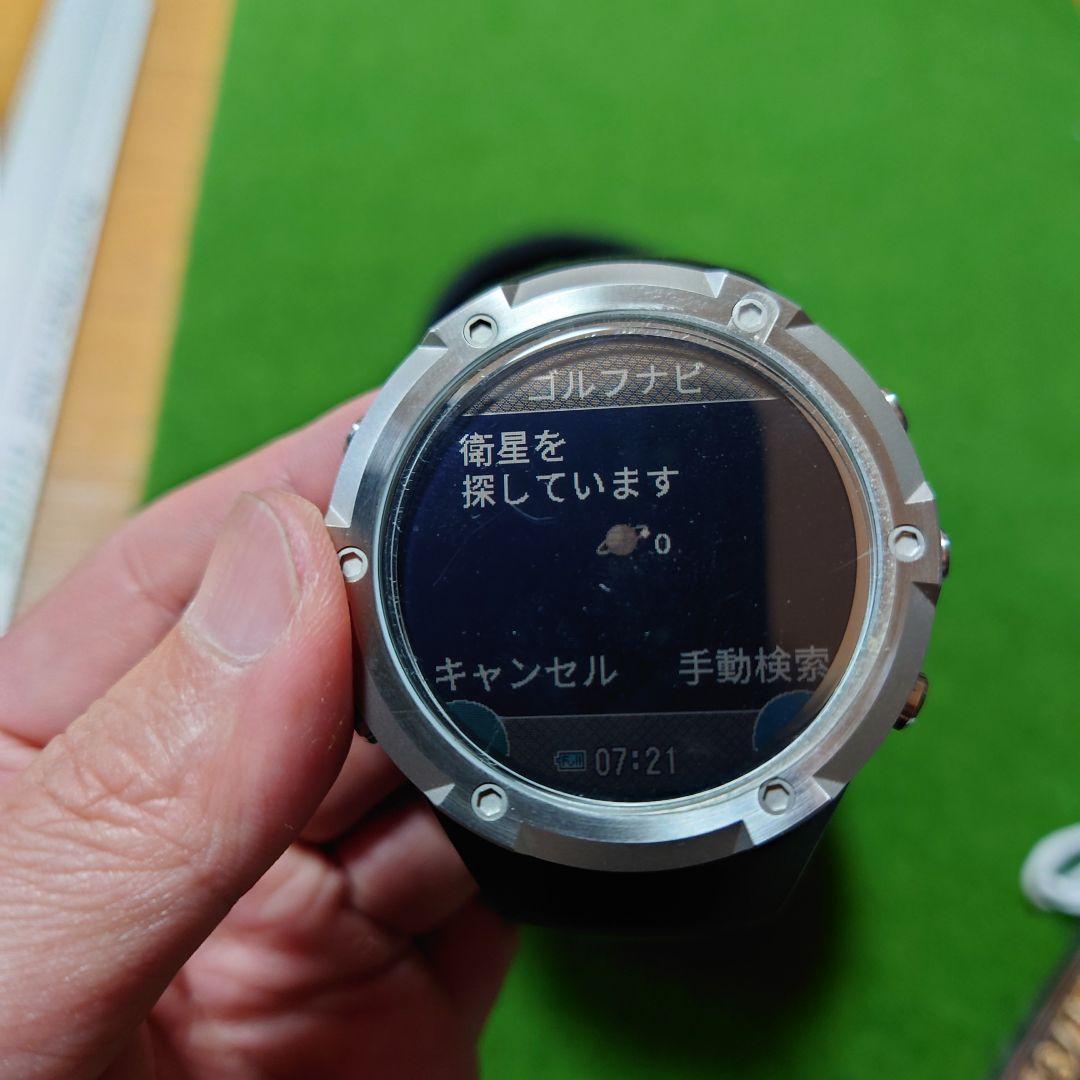 ゴルフナビ
衛星を
探しています
0
キャンセル 手動検索
Full 07:21